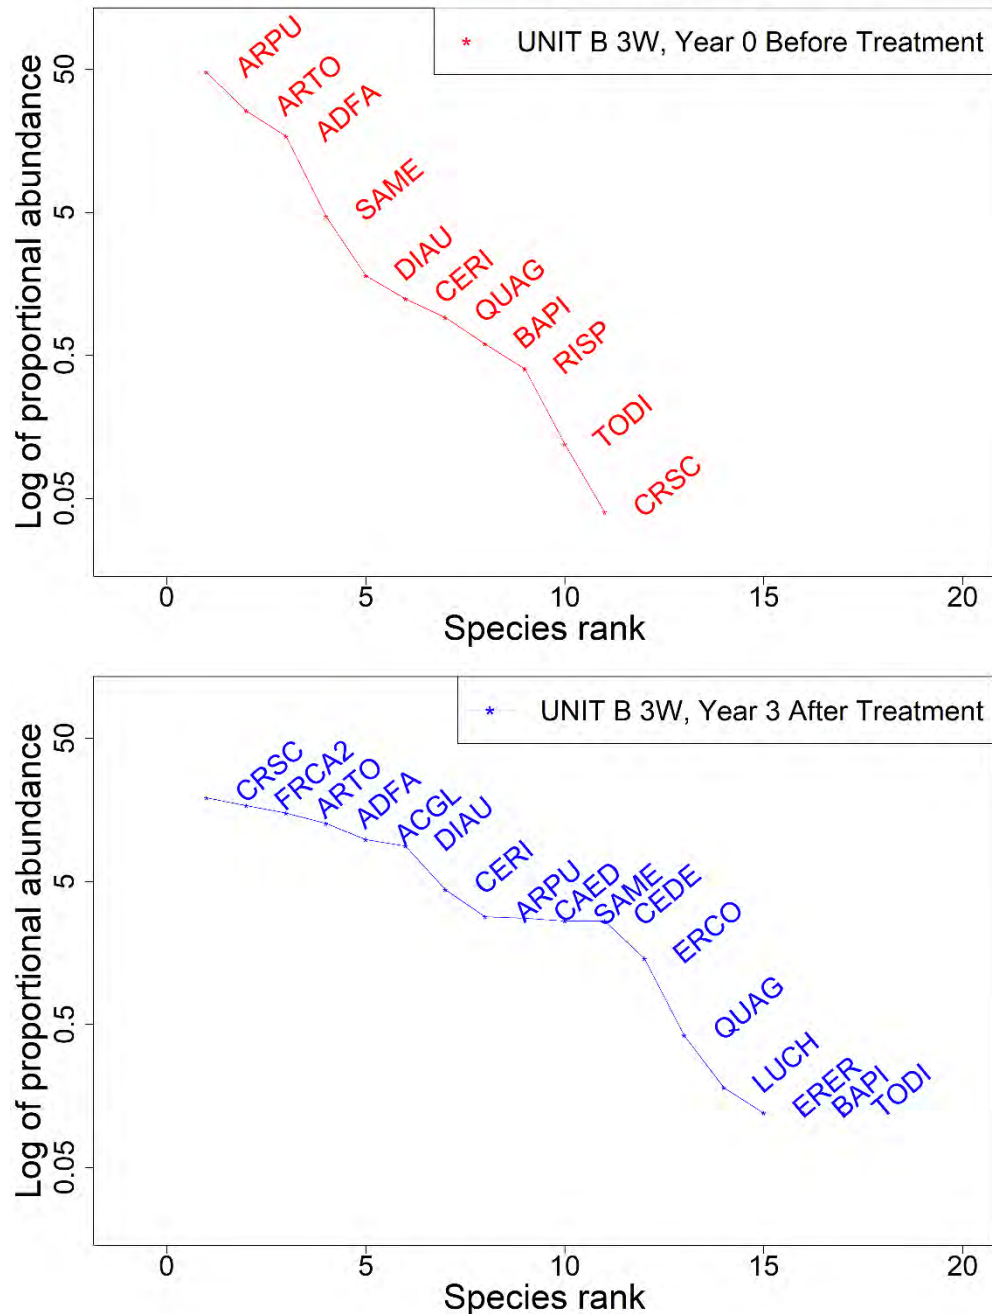 * UNIT B 3W, Year 0 Before Treatment
Log of proportional abundance
50
5
0.5
0.05
ARPU
ARTO
ADFA
SAME
DIAU
CERI
QUAG
BAPI
RISP
TODI
CRSC
0 5 10 15 20
Species rank
* UNIT B 3W, Year 3 After Treatment
Log of proportional abundance
50
5
0.5
0.05
CRSC
FRCA2
ARTO
ADFA
ACGL
DIAU
CERI
ARPU
CAED
SAME
CEDE
ERCO
QUAG
LUCH
ERER
BAPI
TODI
0 5 10 15 20
Species rank